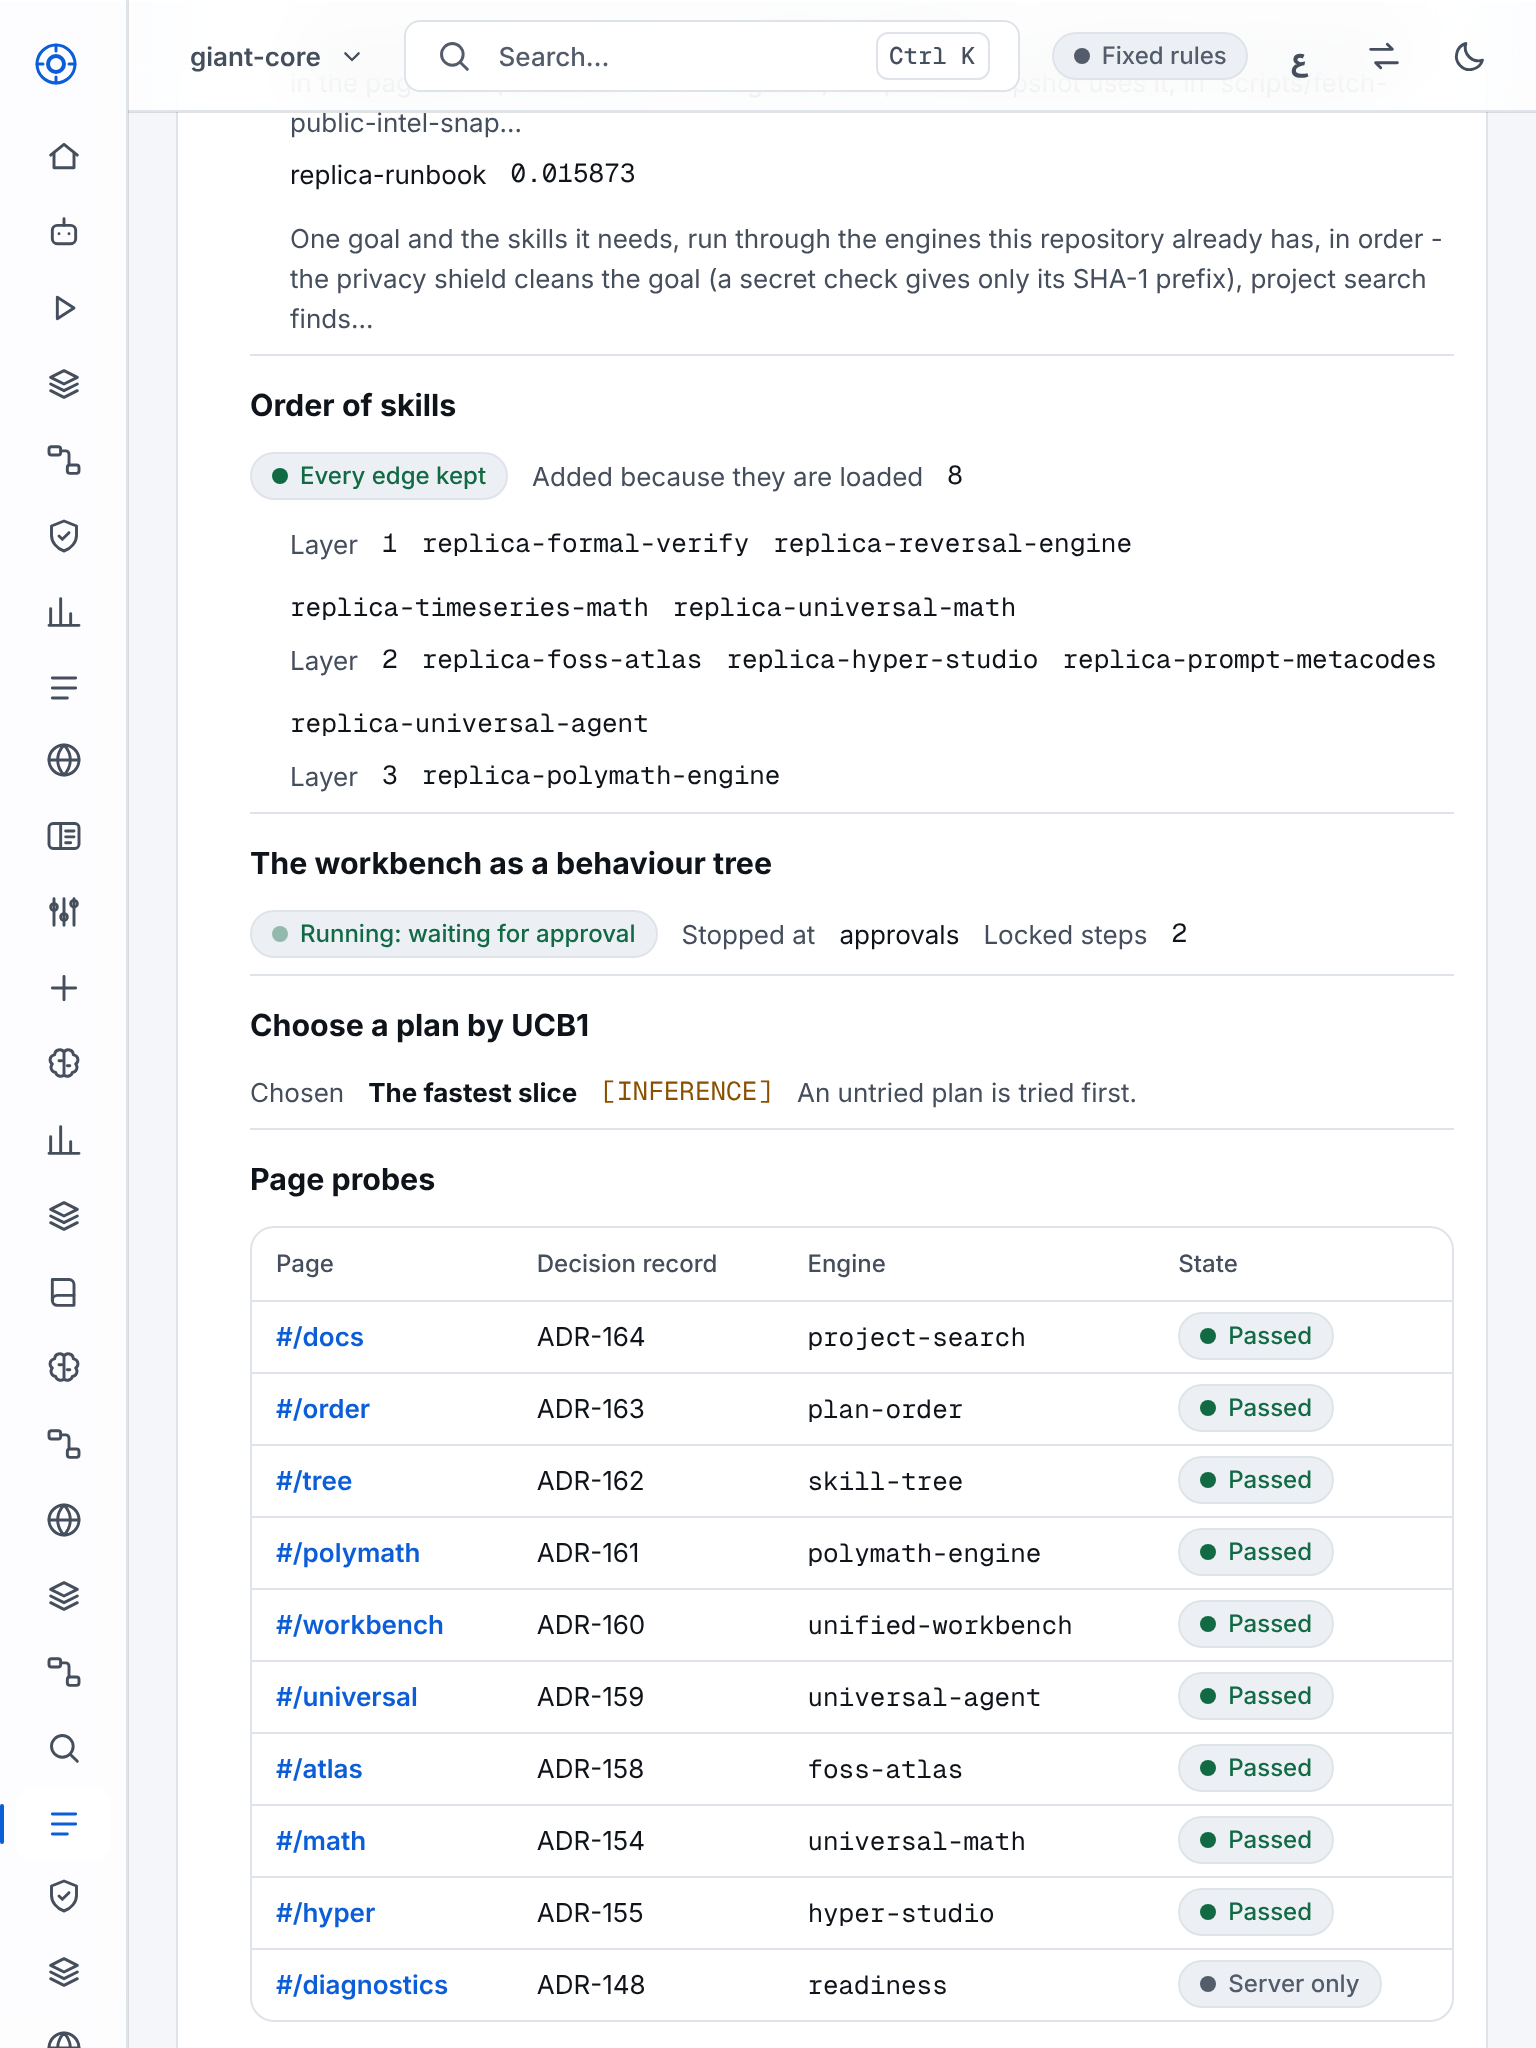 giant-core
Search...
Ctrl K
Fixed rules
ع
public-intel-snap...
replica-runbook 0.015873
One goal and the skills it needs, run through the engines this repository already has, in order -
the privacy shield cleans the goal (a secret check gives only its SHA-1 prefix), project search
finds...
Order of skills
Every edge kept Added because they are loaded 8
Layer 1 replica-formal-verify replica-reversal-engine
replica-timeseries-math replica-universal-math
Layer 2 replica-foss-atlas replica-hyper-studio replica-prompt-metacodes
replica-universal-agent
Layer 3 replica-polymath-engine
The workbench as a behaviour tree
Running: waiting for approval Stopped at approvals Locked steps 2
Choose a plan by UCB1
Chosen The fastest slice [INFERENCE] An untried plan is tried first.
Page probes
Page Decision record Engine State
#/docs ADR-164 project-search Passed
#/order ADR-163 plan-order Passed
#/tree ADR-162 skill-tree Passed
#/polymath ADR-161 polymath-engine Passed
#/workbench ADR-160 unified-workbench Passed
#/universal ADR-159 universal-agent Passed
#/atlas ADR-158 foss-atlas Passed
#/math ADR-154 universal-math Passed
#/hyper ADR-155 hyper-studio Passed
#/diagnostics ADR-148 readiness Server only